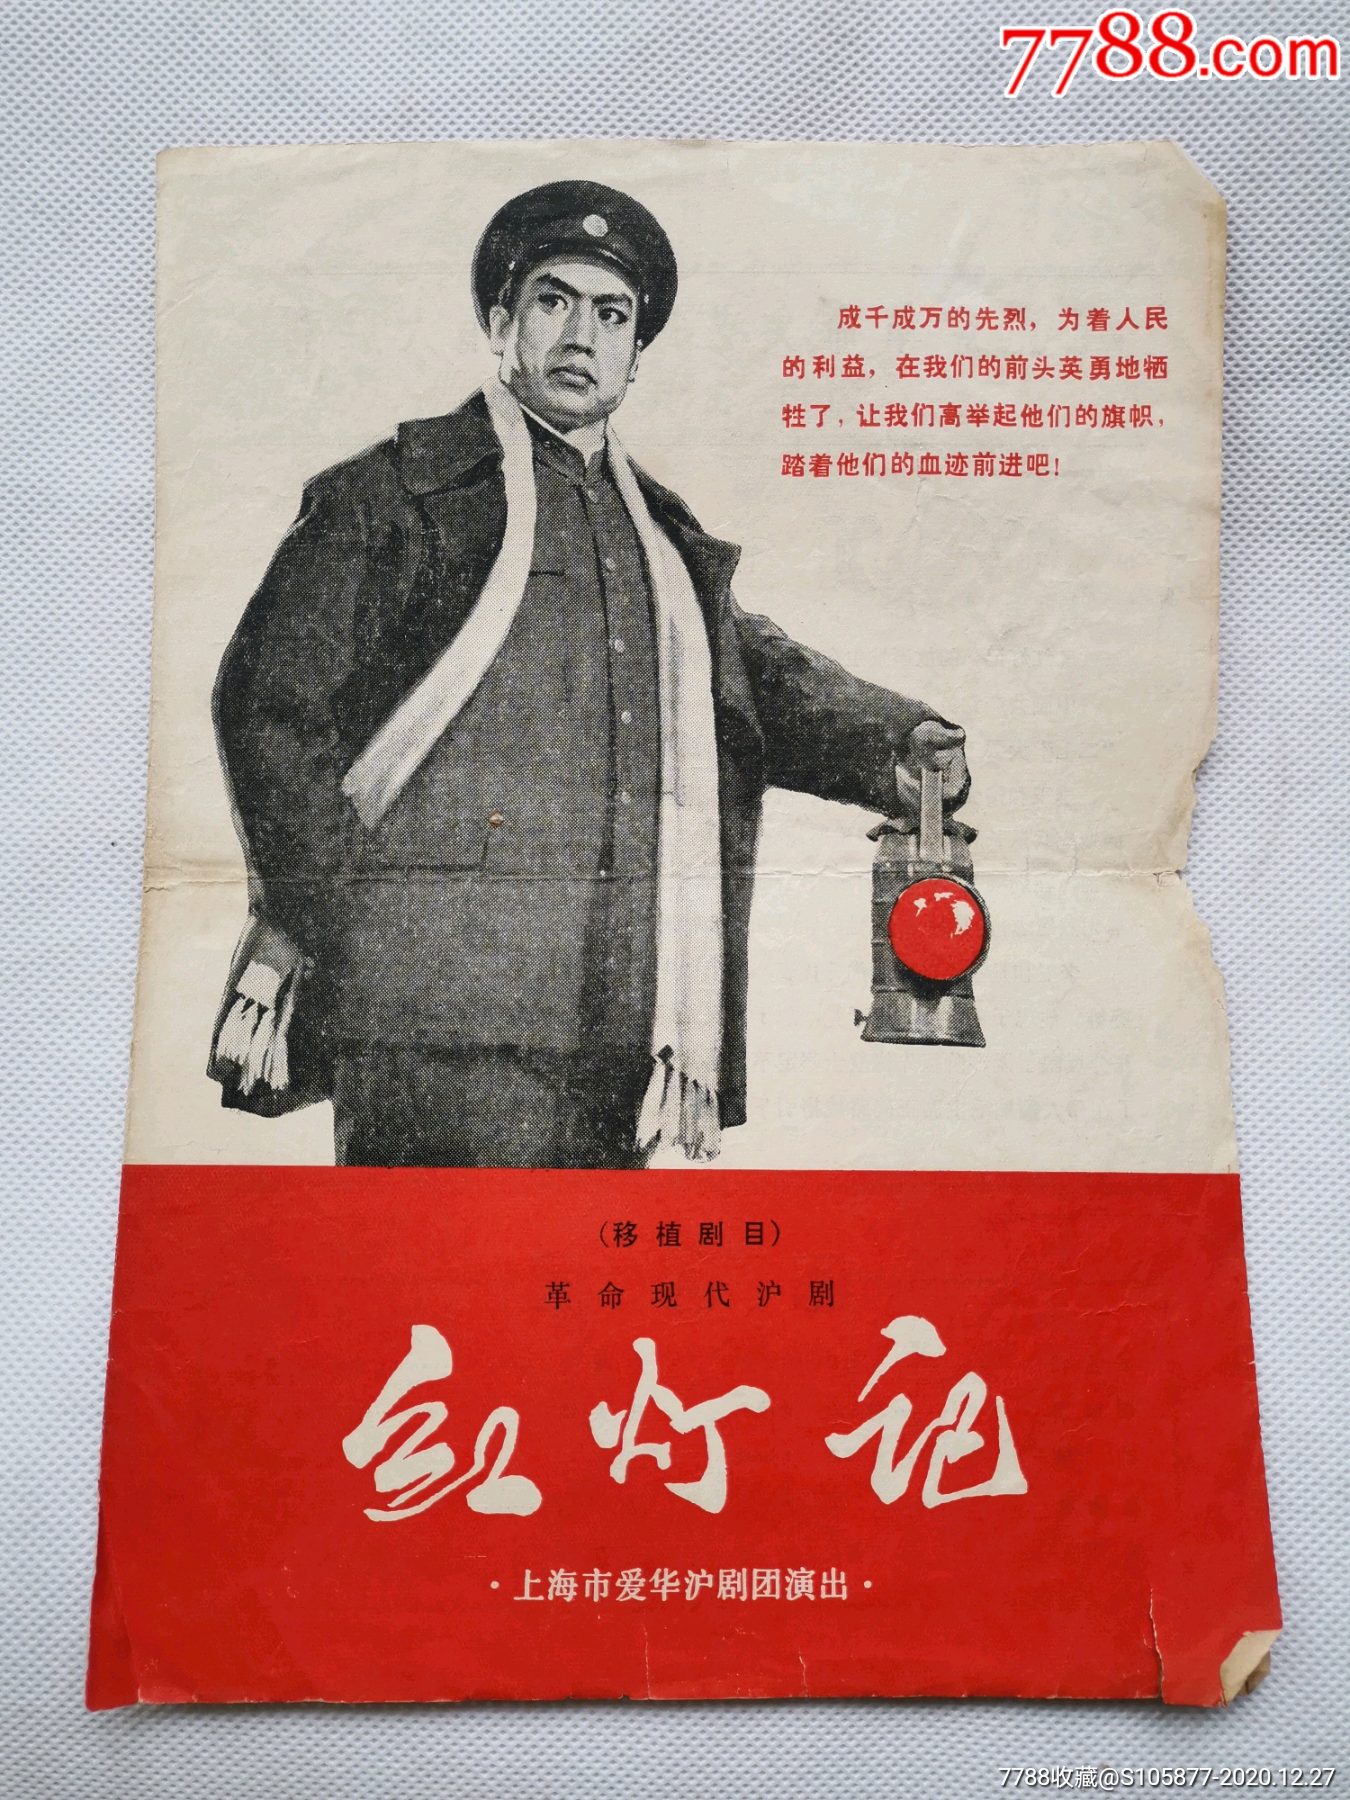 7788.com
成千成万的先烈，为着人民
的利益，在我们的前头英勇地牺
牲了，让我们高举起他们的旗帜，
踏着他们的血迹前进吧！
（移植剧目）
革命现代沪剧
红灯记
·上海市爱华沪剧团演出·
7788收藏@S105877-2020.12.27